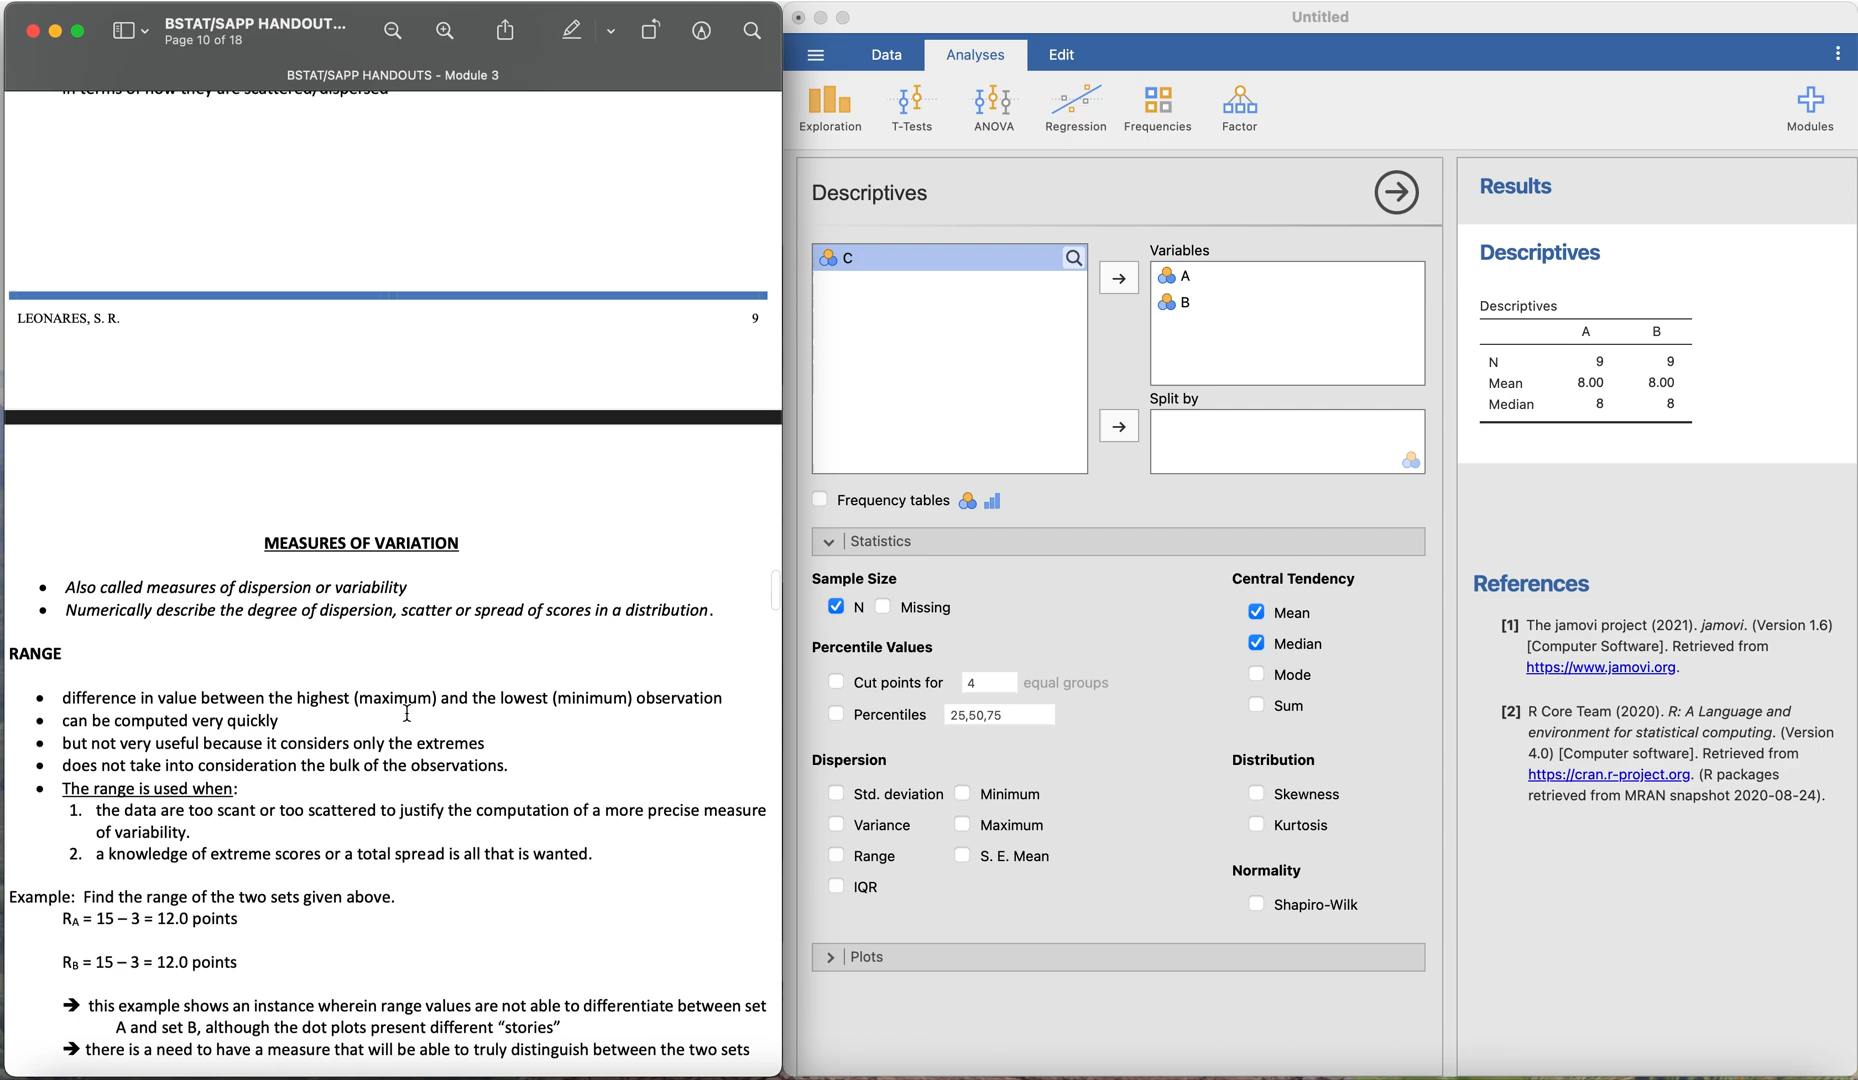 BSTAT/SAPP HANDOUT...
Page 10 of 18
BSTAT/SAPP HANDOUTS - Module 3
in terms of how they are scattered/dispersed
LEONARES, S. R.
9
MEASURES OF VARIATION
• Also called measures of dispersion or variability
• Numerically describe the degree of dispersion, scatter or spread of scores in a distribution.
RANGE
• difference in value between the highest (maximum) and the lowest (minimum) observation
• can be computed very quickly
• but not very useful because it considers only the extremes
• does not take into consideration the bulk of the observations.
• The range is used when:
1. the data are too scant or too scattered to justify the computation of a more precise measure
of variability.
2. a knowledge of extreme scores or a total spread is all that is wanted.
Example: Find the range of the two sets given above.
RA = 15 – 3 = 12.0 points
RB = 15 – 3 = 12.0 points
➔ this example shows an instance wherein range values are not able to differentiate between set
A and set B, although the dot plots present different “stories”
➔ there is a need to have a measure that will be able to truly distinguish between the two sets
Untitled
Data Analyses Edit
Exploration T-Tests ANOVA Regression Frequencies Factor Modules
Descriptives
C
Variables
A
B
Split by
Frequency tables
Statistics
Sample Size
N Missing
Percentile Values
Cut points for 4 equal groups
Percentiles 25,50,75
Dispersion
Std. deviation Minimum
Variance Maximum
Range S. E. Mean
IQR
Central Tendency
Mean
Median
Mode
Sum
Distribution
Skewness
Kurtosis
Normality
Shapiro-Wilk
Plots
Results
Descriptives
Descriptives
A B
N 9 9
Mean 8.00 8.00
Median 8 8
References
[1] The jamovi project (2021). jamovi. (Version 1.6)
[Computer Software]. Retrieved from
https://www.jamovi.org.
[2] R Core Team (2020). R: A Language and
environment for statistical computing. (Version
4.0) [Computer software]. Retrieved from
https://cran.r-project.org. (R packages
retrieved from MRAN snapshot 2020-08-24).